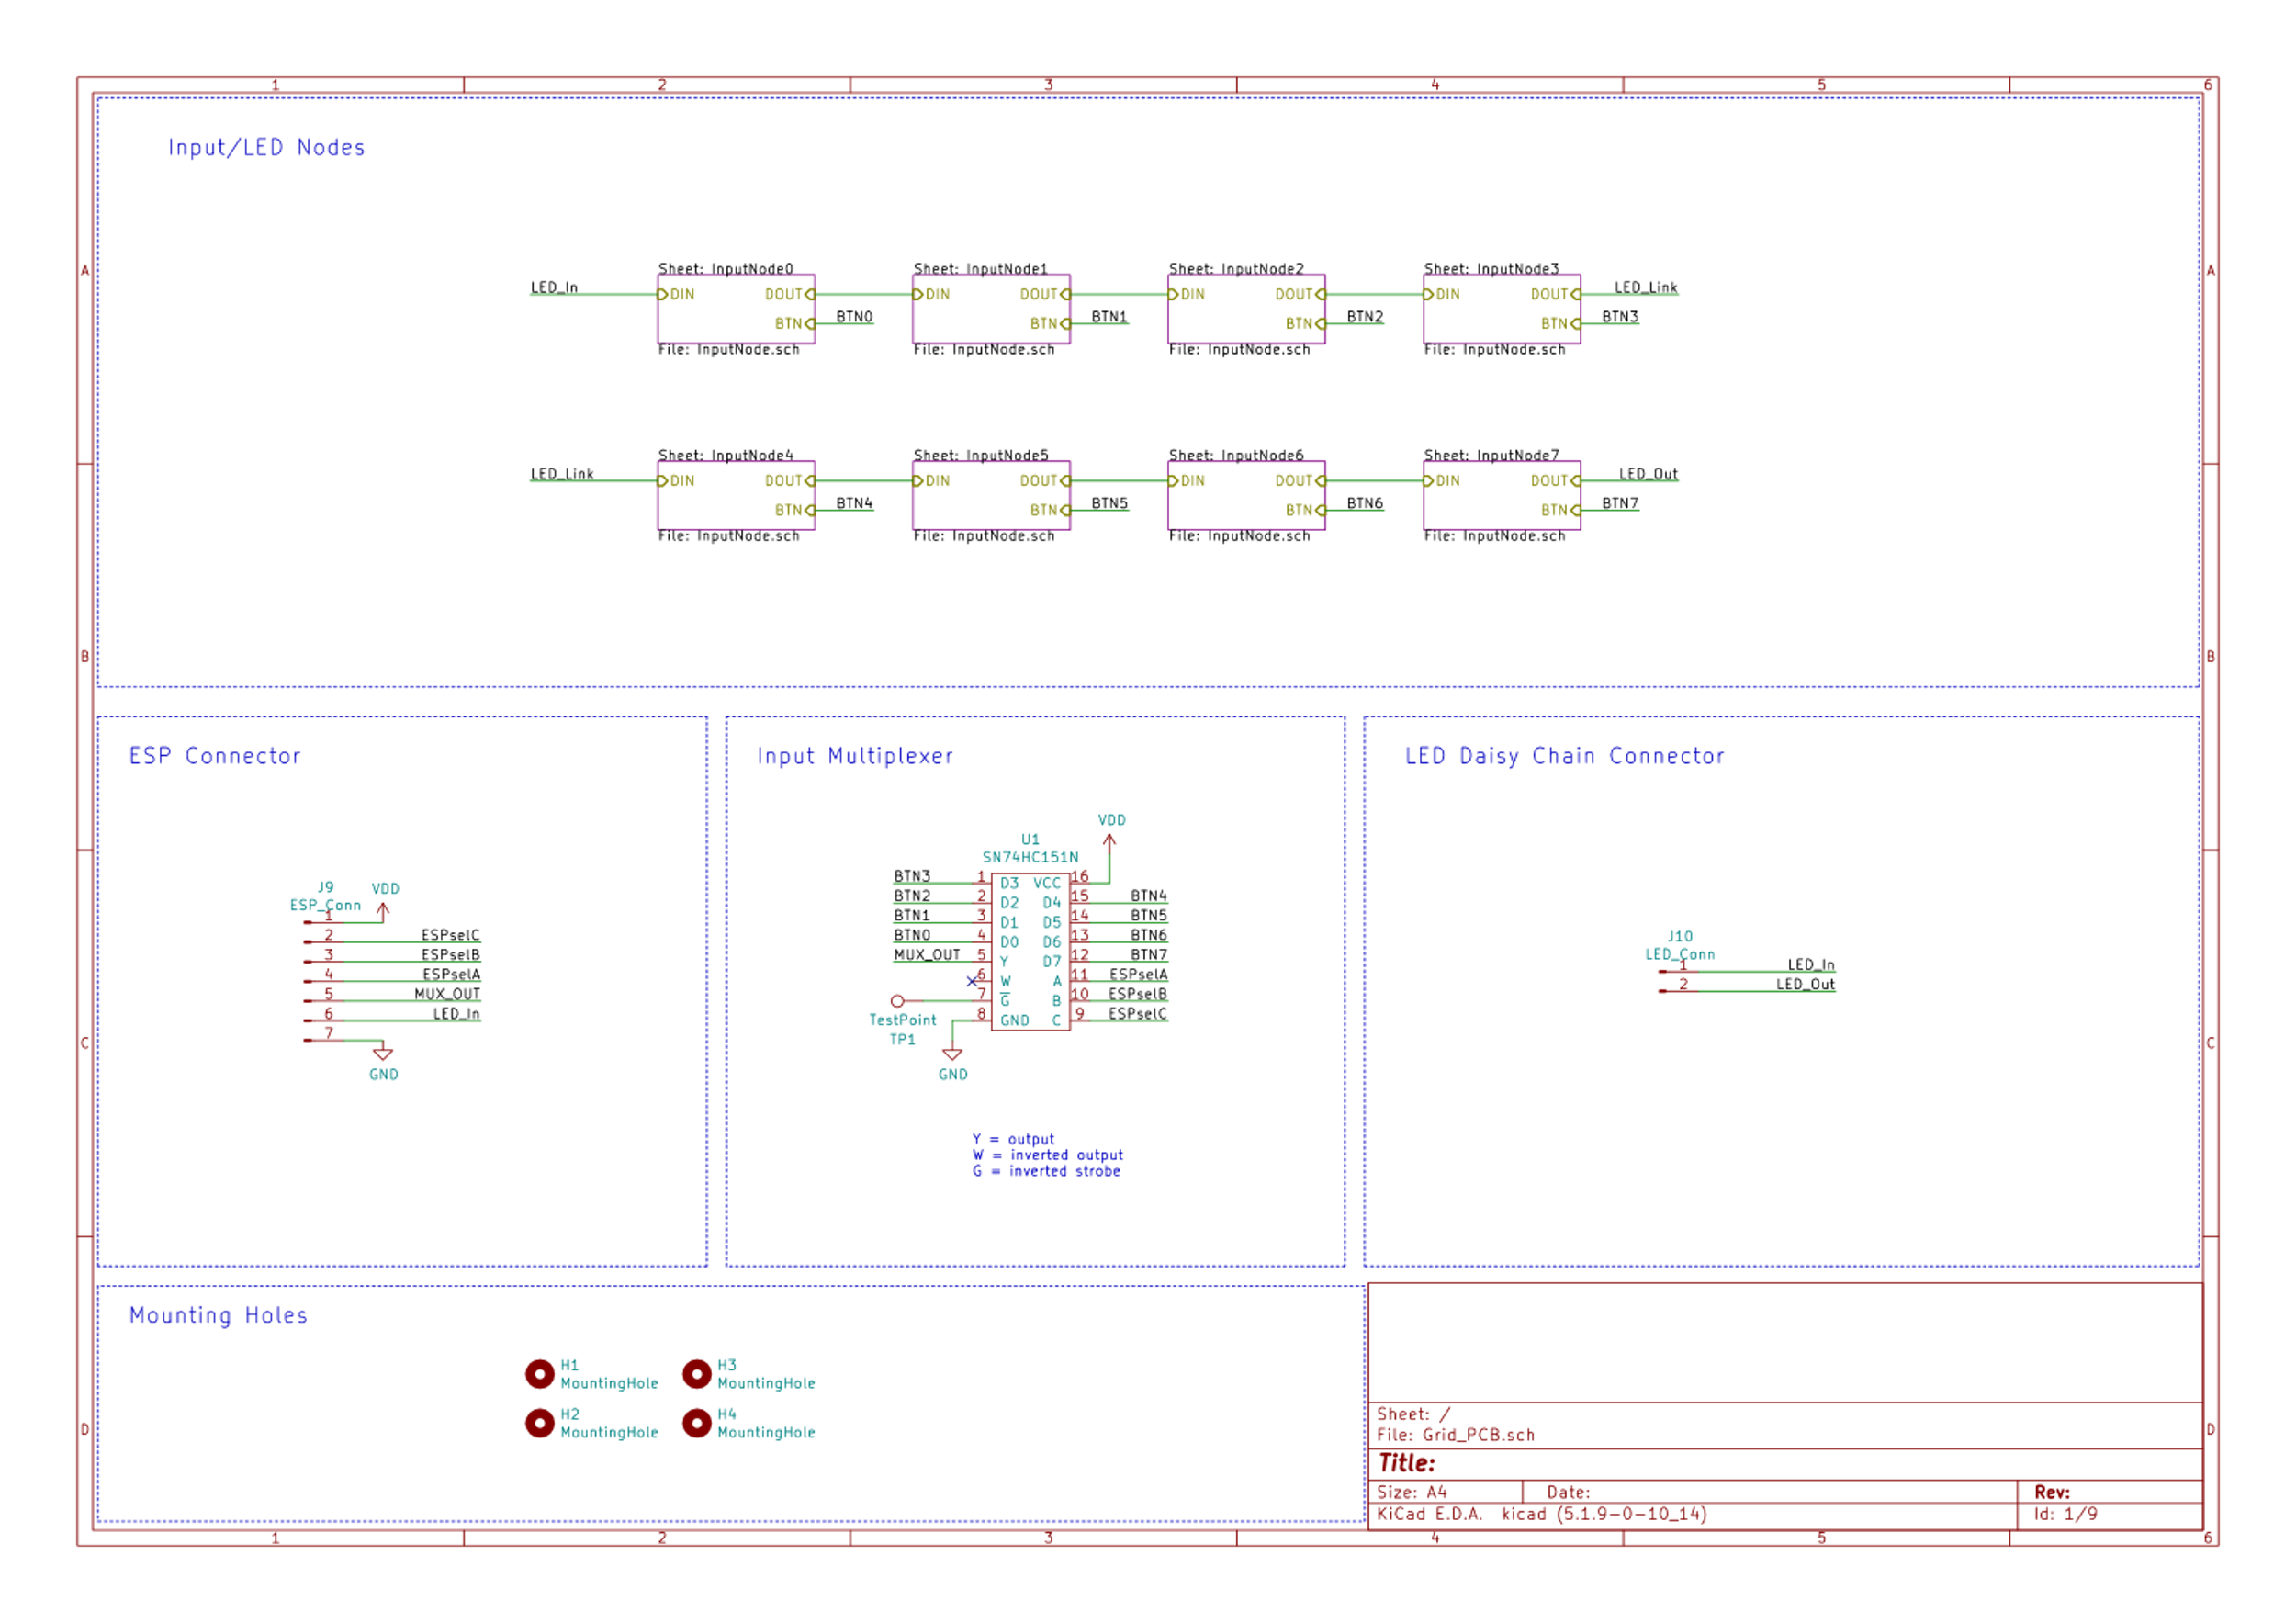 1 2 3 4 5 6
Input/LED Nodes
A A
Sheet: InputNode0 Sheet: InputNode1 Sheet: InputNode2 Sheet: InputNode3
LED_In DIN DOUT DIN DOUT DIN DOUT DIN DOUT LED_Link
BTN BTN0 BTN BTN1 BTN BTN2 BTN BTN3
File: InputNode.sch File: InputNode.sch File: InputNode.sch File: InputNode.sch
Sheet: InputNode4 Sheet: InputNode5 Sheet: InputNode6 Sheet: InputNode7
LED_Link DIN DOUT DIN DOUT DIN DOUT DIN DOUT LED_Out
BTN BTN4 BTN BTN5 BTN BTN6 BTN BTN7
File: InputNode.sch File: InputNode.sch File: InputNode.sch File: InputNode.sch
B B
ESP Connector
J9 VDD
ESP_Conn
1
2 ESPselC
3 ESPselB
4 ESPselA
5 MUX_OUT
6 LED_In
7
GND
Input Multiplexer
VDD
U1
SN74HC151N
BTN3 1 D3 VCC 16
BTN2 2 D2 D4 15 BTN4
BTN1 3 D1 D5 14 BTN5
BTN0 4 D0 D6 13 BTN6
MUX_OUT 5 Y D7 12 BTN7
6 W A 11 ESPselA
7 G B 10 ESPselB
TestPoint 8 GND C 9 ESPselC
TP1
GND
Y = output
W = inverted output
G = inverted strobe
LED Daisy Chain Connector
J10
LED_Conn
1 LED_In
2 LED_Out
C C
Mounting Holes
H1 H3
MountingHole MountingHole
H2 H4
MountingHole MountingHole
D D
Sheet: /
File: Grid_PCB.sch
Title:
Size: A4 Date: Rev:
KiCad E.D.A. kicad (5.1.9-0-10_14) Id: 1/9
1 2 3 4 5 6